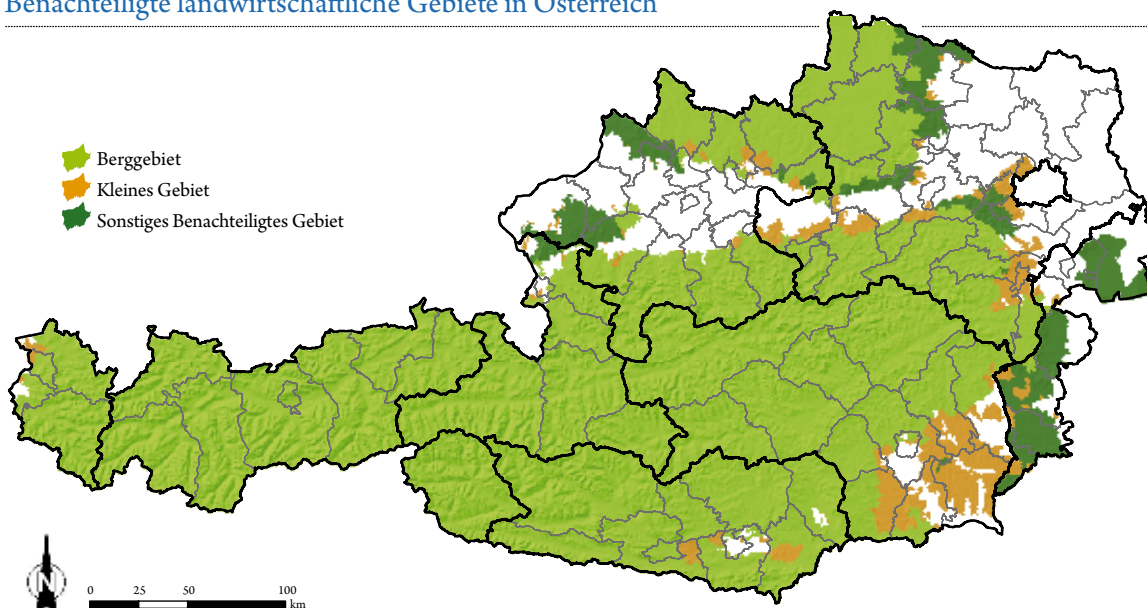 Benachteiligte landwirtschaftliche Gebiete in Österreich
Berggebiet
Kleines Gebiet
Sonstiges Benachteiligtes Gebiet
N
0 25 50 100
km